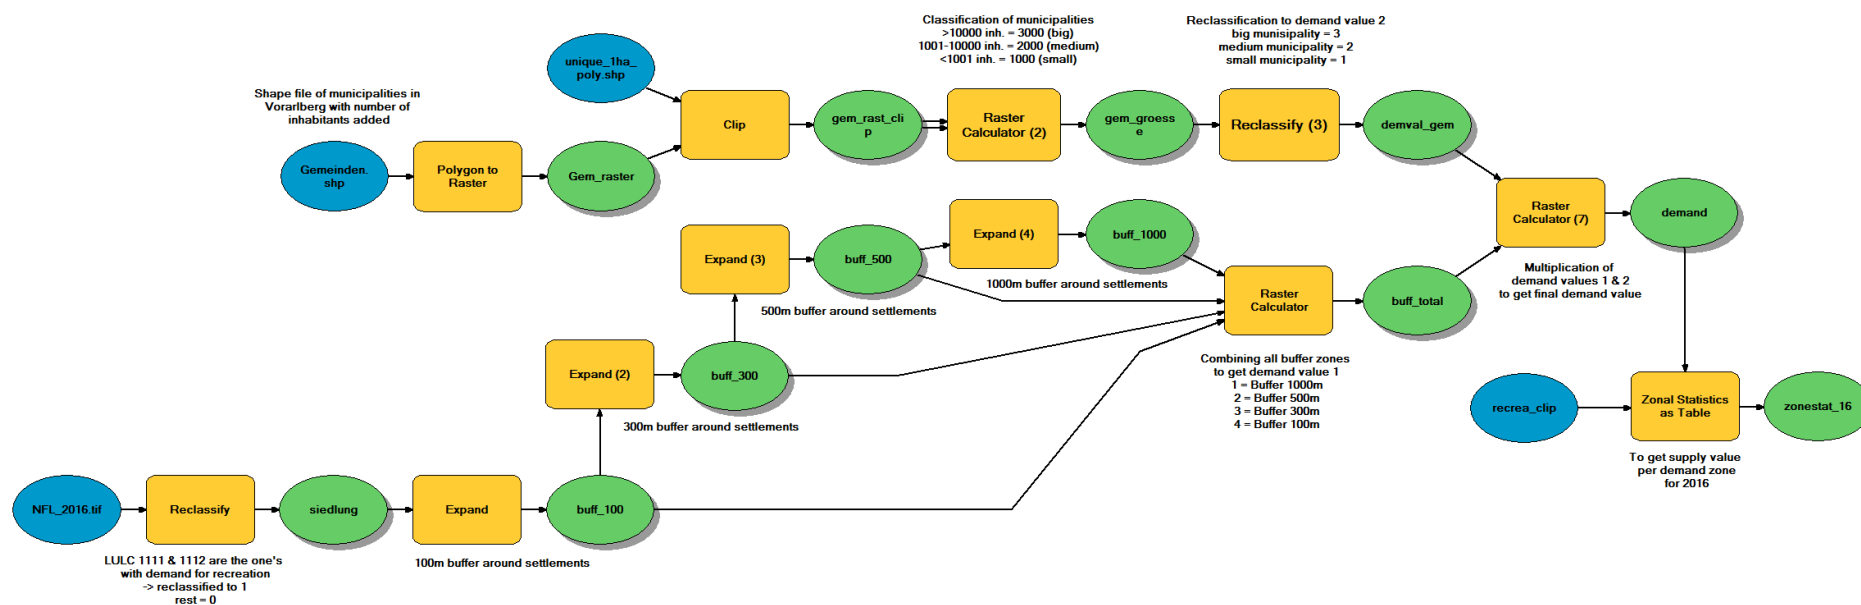 Classification of municipalities
>10000 inh. = 3000 (big)
1001-10000 inh. = 2000 (medium)
<1001 inh. = 1000 (small)
Reclassification to demand value 2
big munisipality = 3
medium municipality = 2
small municipality = 1
unique_1ha_
poly.shp
Shape file of municipalities in
Vorarlberg with number of
inhabitants added
Clip
gem_rast_cli
p
Raster
Calculator (2)
gem_groess
e
Reclassify (3)
demval_gem
Gemeinden.
shp
Polygon to
Raster
Gem_raster
Raster
Calculator (7)
demand
Expand (3)
buff_500
Expand (4)
buff_1000
1000m buffer around settlements
500m buffer around settlements
Raster
Calculator
buff_total
Multiplication of
demand values 1 & 2
to get final demand value
Expand (2)
buff_300
300m buffer around settlements
Combining all buffer zones
to get demand value 1
1 = Buffer 1000m
2 = Buffer 500m
3 = Buffer 300m
4 = Buffer 100m
recrea_clip
Zonal Statistics
as Table
zonestat_16
To get supply value
per demand zone
for 2016
NFL_2016.tif
Reclassify
siedlung
Expand
buff_100
LULC 1111 & 1112 are the one's
with demand for recreation
-> reclassified to 1
rest = 0
100m buffer around settlements